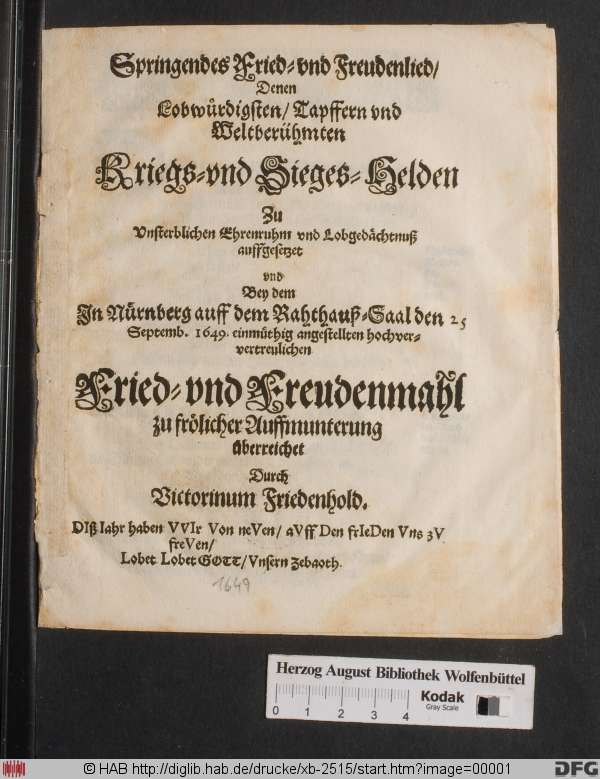 Springendes Fried- vnd Freudenlied/
Denen
Lobwürdigsten/ Tapffern vnd
Weltberühmten
Kriegs- vnd Sieges-Helden
Zu
Vnsterblichen Ehrenruhm vnd Lobgedächtnuß
auffgesetzet
vnd
Bey dem
In Nürnberg auff dem Rahthauß-Saal den 25
Septemb. 1649. einmüthig angestellten hochver-
vertreulichen
Fried- vnd Freudenmahl
zu frölicher Auffmunterung
überreichet
Durch
Victorinum Friedenhold.
DIß Iahr haben VVIr Von neVen/ aVff Den frIeDen Vns zV
freVen/
Lobet Lobet GOTT/ Vnsern Zebaoth.
1649
Herzog August Bibliothek Wolfenbüttel
0 1 2 3 4
Kodak
Gray Scale
© HAB http://diglib.hab.de/drucke/xb-2515/start.htm?image=00001
DFG